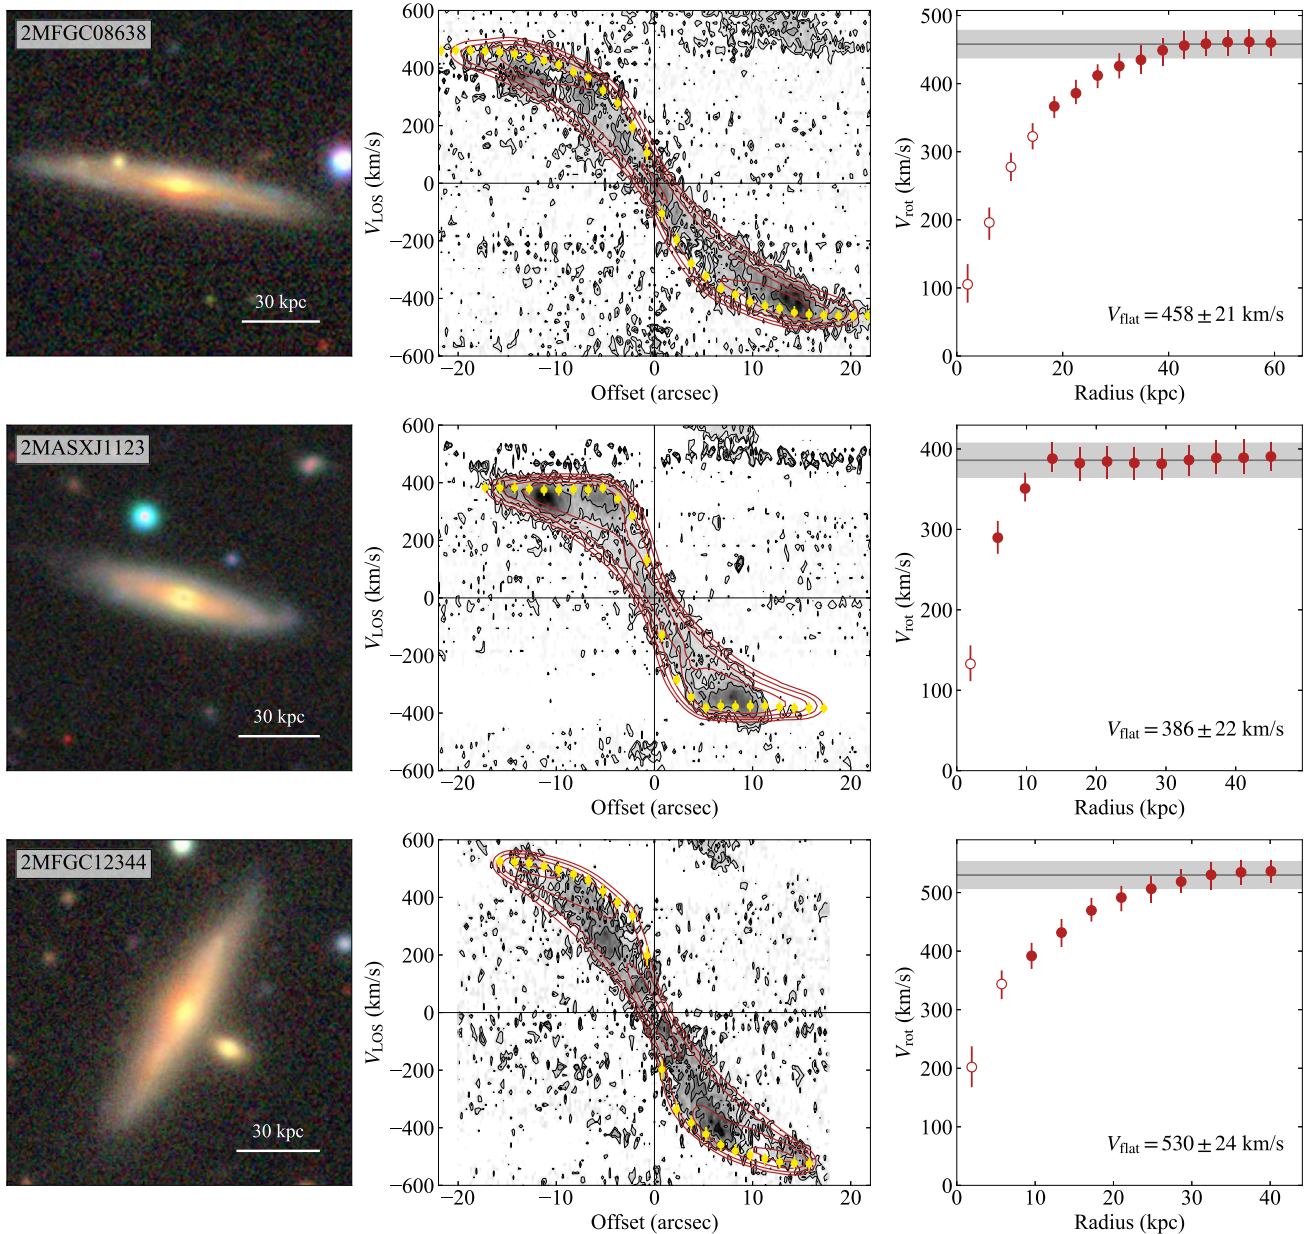 2MFGC08638
30 kpc
600
400
200
0
−200
−400
−600
V_LOS (km/s)
−20 −10 0 10 20
Offset (arcsec)
500
400
300
200
100
0
V_rot (km/s)
V_flat = 458 ± 21 km/s
0 20 40 60
Radius (kpc)
2MASXJ1123
30 kpc
600
400
200
0
−200
−400
−600
V_LOS (km/s)
−20 −10 0 10 20
Offset (arcsec)
400
300
200
100
0
V_rot (km/s)
V_flat = 386 ± 22 km/s
0 10 20 30 40
Radius (kpc)
2MFGC12344
30 kpc
600
400
200
0
−200
−400
−600
V_LOS (km/s)
−20 −10 0 10 20
Offset (arcsec)
500
400
300
200
100
0
V_rot (km/s)
V_flat = 530 ± 24 km/s
0 10 20 30 40
Radius (kpc)